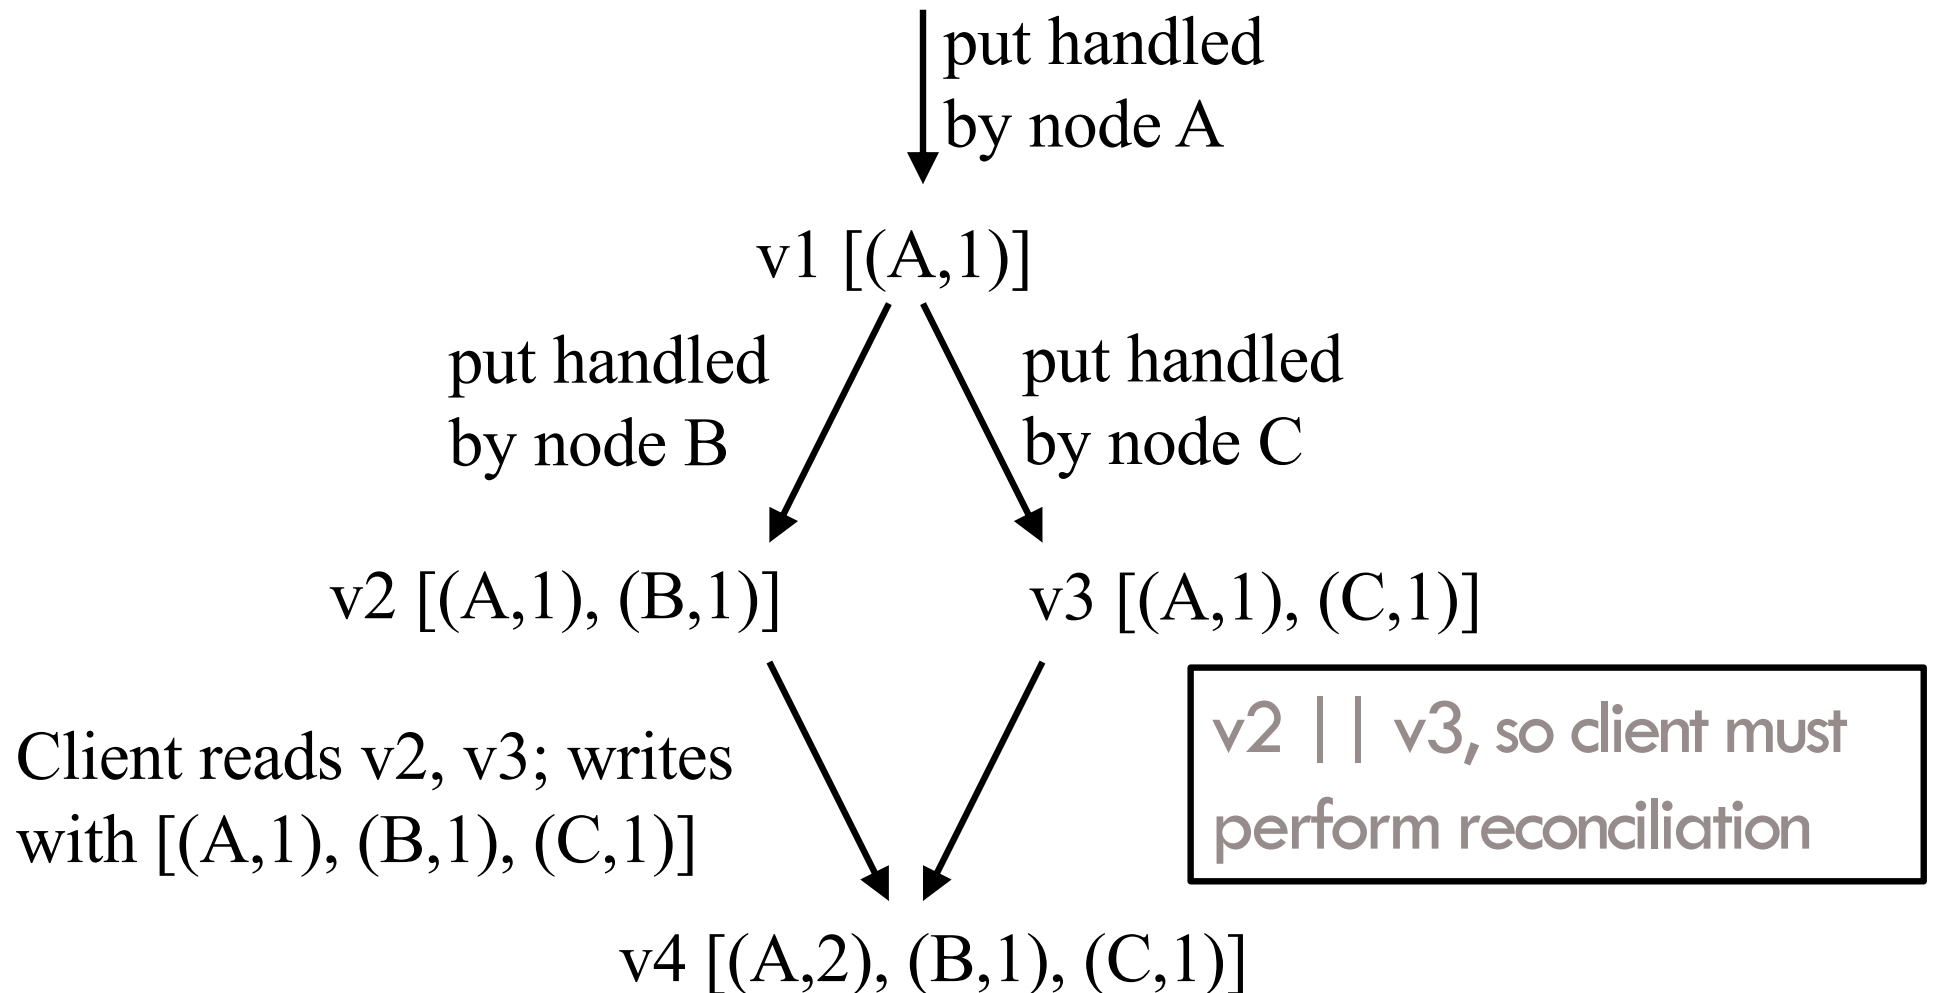 put handled
by node A
v1 [(A,1)]
put handled
by node B
put handled
by node C
v2 [(A,1), (B,1)]
v3 [(A,1), (C,1)]
Client reads v2, v3; writes
with [(A,1), (B,1), (C,1)]
v2 || v3, so client must
perform reconciliation
v4 [(A,2), (B,1), (C,1)]